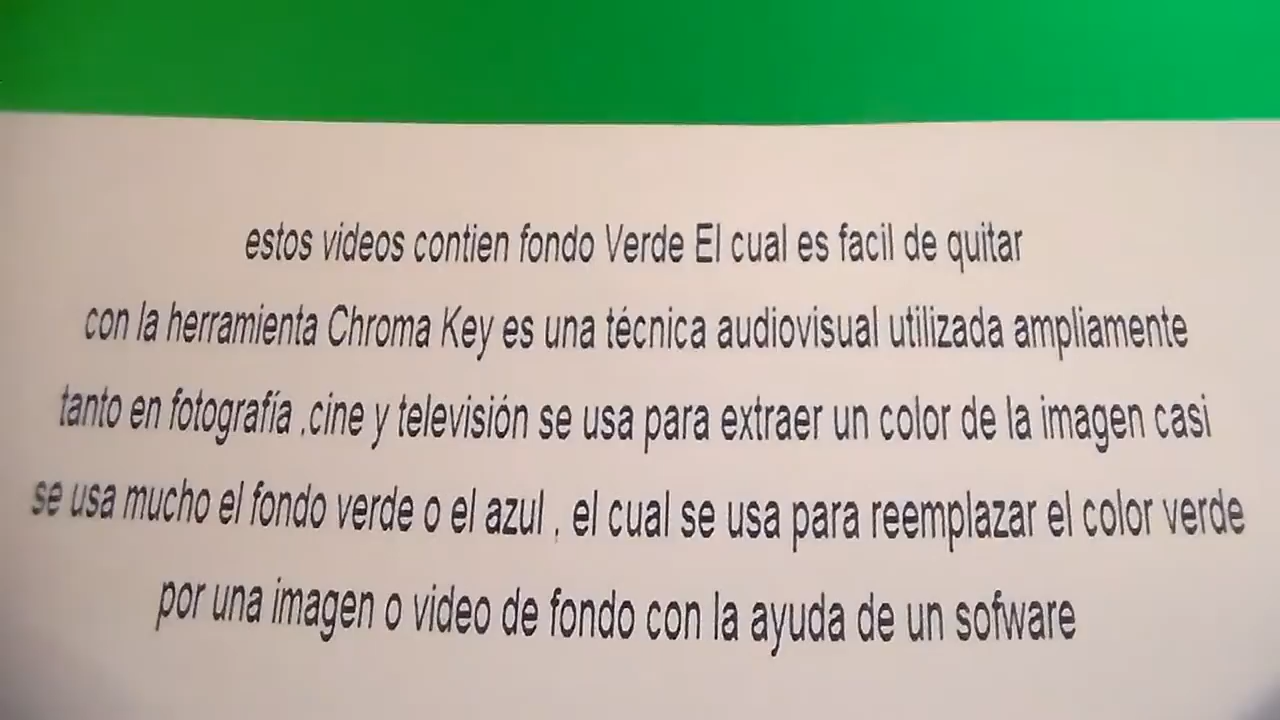 estos videos contien fondo Verde El cual es facil de quitar
con la herramienta Chroma Key es una técnica audiovisual utilizada ampliamente
tanto en fotografía .cine y televisión se usa para extraer un color de la imagen casi
se usa mucho el fondo verde o el azul , el cual se usa para reemplazar el color verde
por una imagen o video de fondo con la ayuda de un sofware